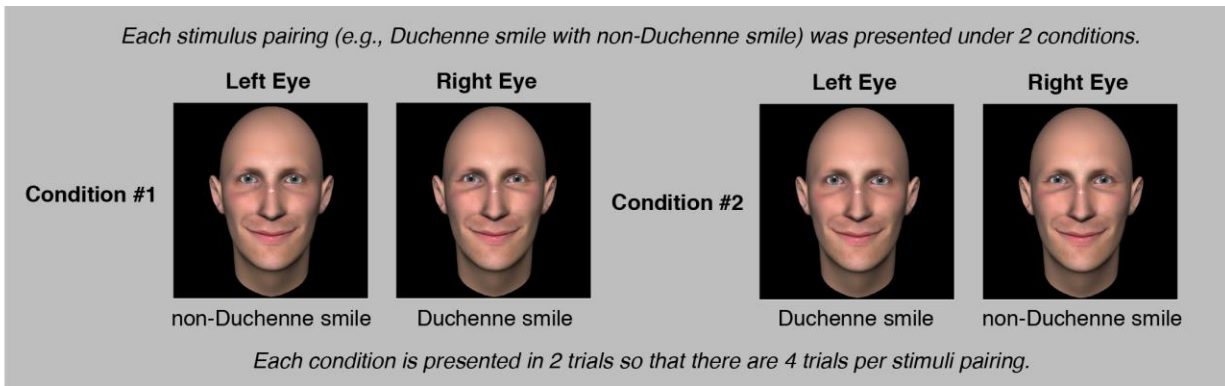 Each stimulus pairing (e.g., Duchenne smile with non-Duchenne smile) was presented under 2 conditions.
Left Eye
Right Eye
Condition #1
non-Duchenne smile
Duchenne smile
Left Eye
Right Eye
Condition #2
Duchenne smile
non-Duchenne smile
Each condition is presented in 2 trials so that there are 4 trials per stimuli pairing.